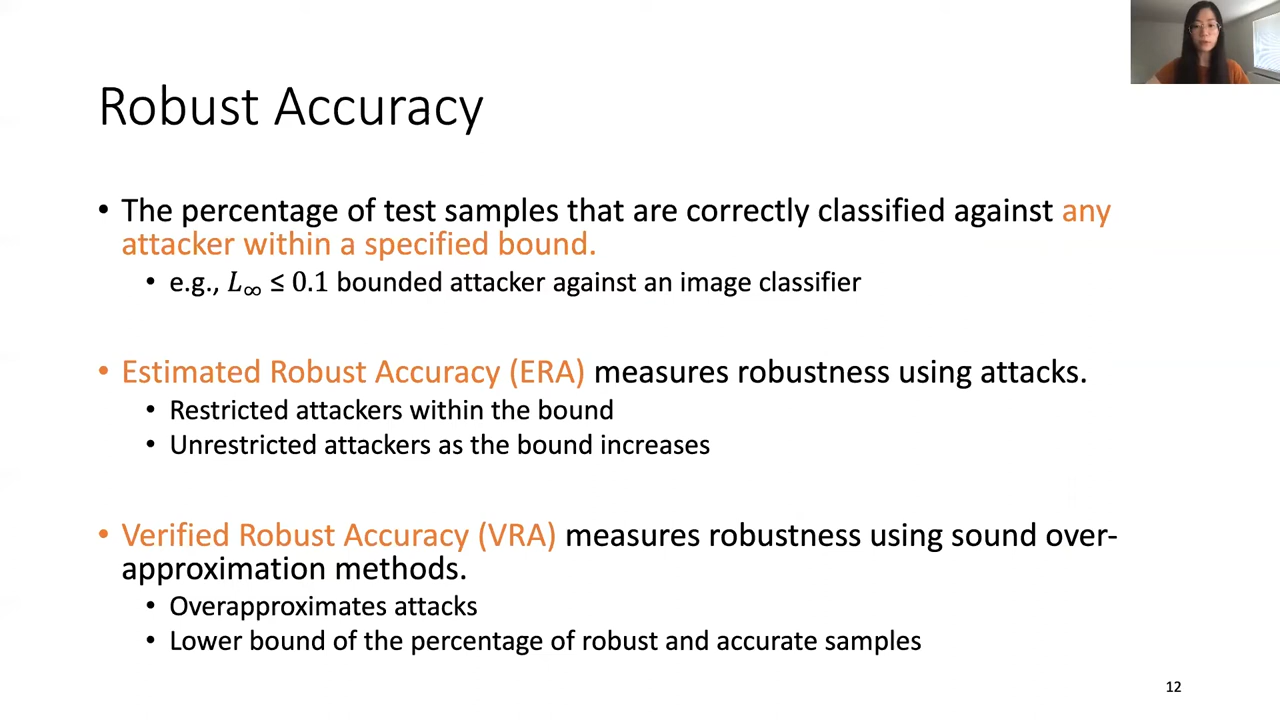 Robust Accuracy
• The percentage of test samples that are correctly classified against any
attacker within a specified bound.
• e.g., L∞ ≤ 0.1 bounded attacker against an image classifier
• Estimated Robust Accuracy (ERA) measures robustness using attacks.
• Restricted attackers within the bound
• Unrestricted attackers as the bound increases
• Verified Robust Accuracy (VRA) measures robustness using sound over-
approximation methods.
• Overapproximates attacks
• Lower bound of the percentage of robust and accurate samples
12